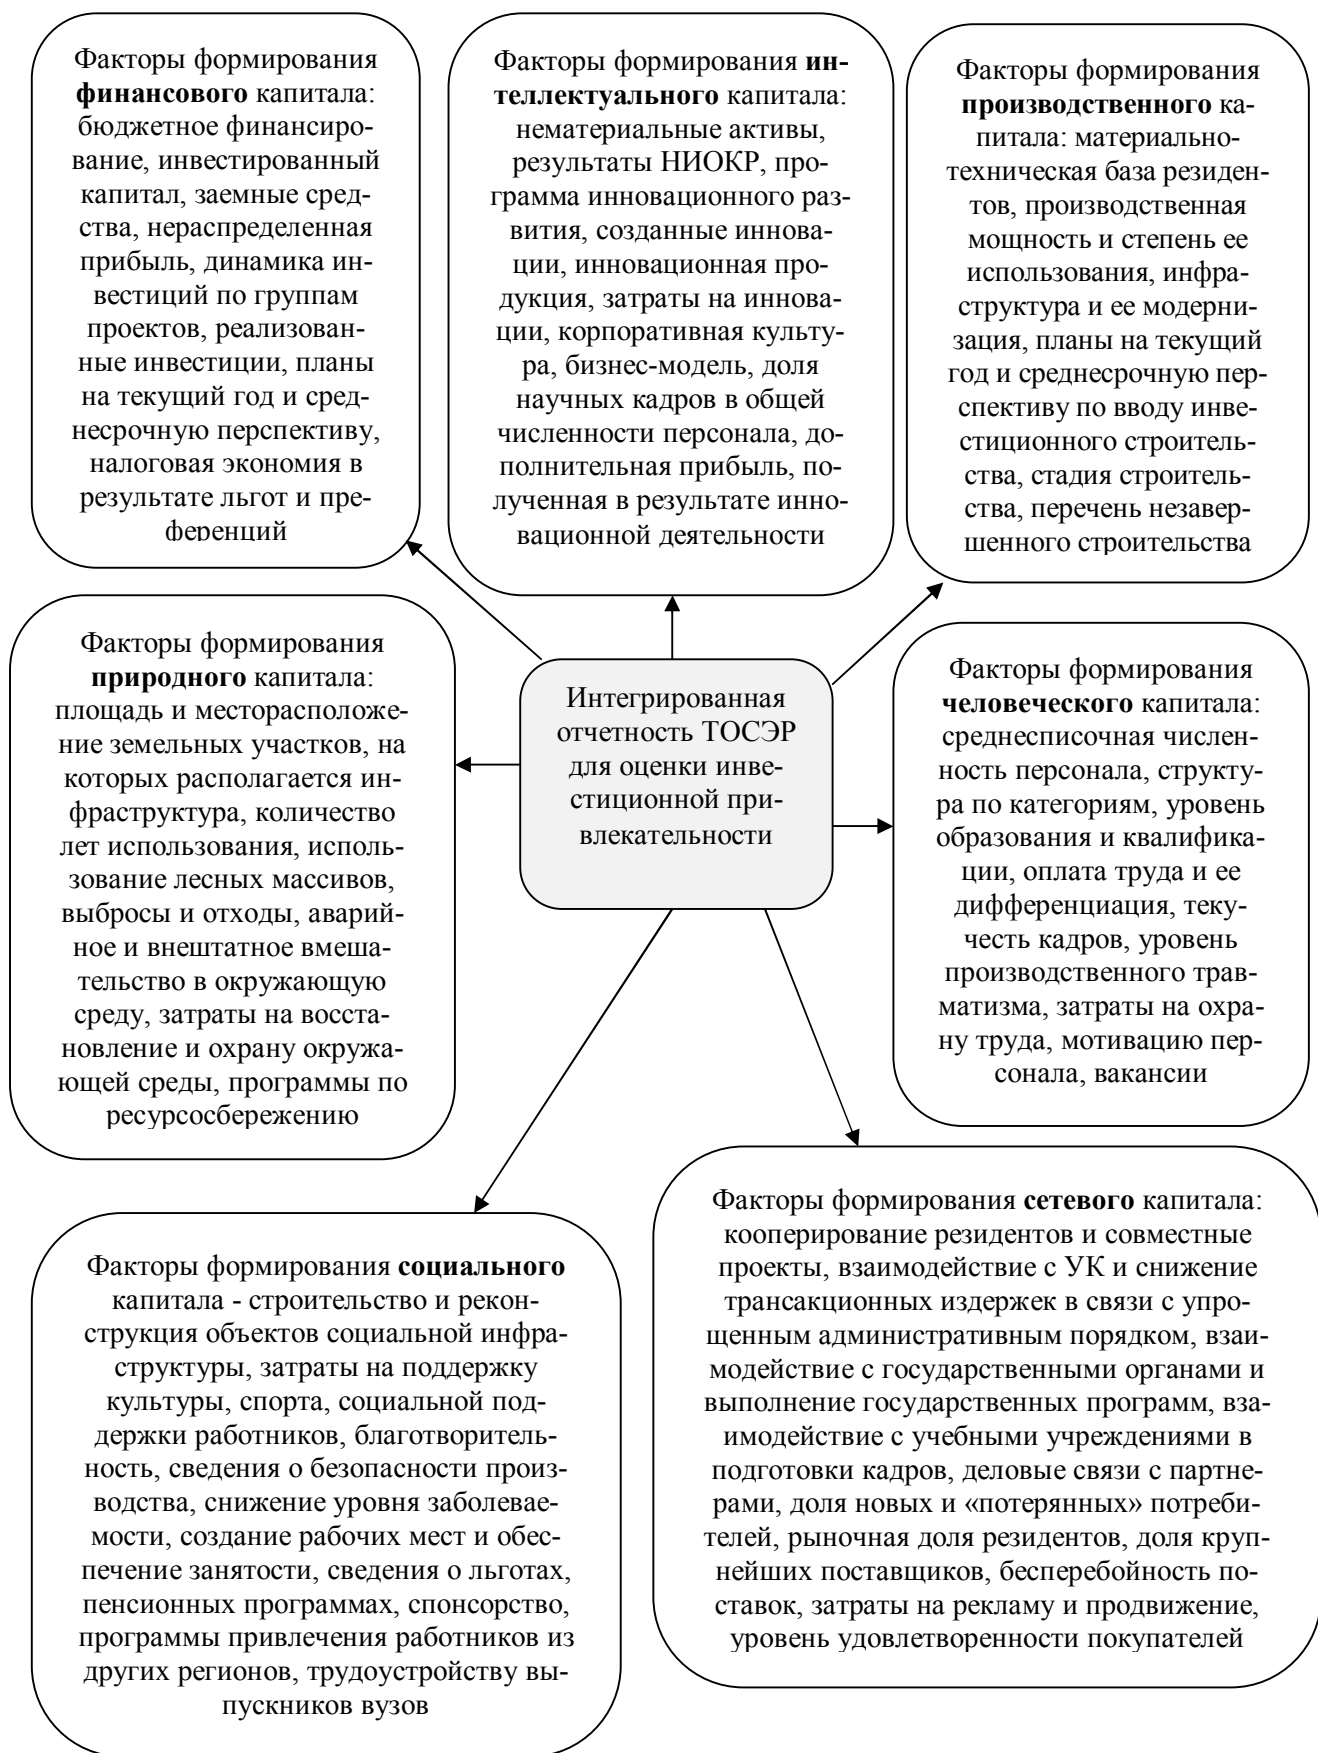 Факторы формирования
финансового капитала:
бюджетное финансиро-
вание, инвестированный
капитал, заемные сред-
ства, нераспределенная
прибыль, динамика ин-
вестиций по группам
проектов, реализован-
ные инвестиции, планы
на текущий год и сред-
несрочную перспективу,
налоговая экономия в
результате льгот и пре-
ференций
Факторы формирования ин-
теллектуального капитала:
нематериальные активы,
результаты НИОКР, про-
грамма инновационного раз-
вития, созданные иннова-
ции, инновационная про-
дукция, затраты на иннова-
ции, корпоративная культу-
ра, бизнес-модель, доля
научных кадров в общей
численности персонала, до-
полнительная прибыль, по-
лученная в результате инно-
вационной деятельности
Факторы формирования
производственного ка-
питала: материально-
техническая база резиден-
тов, производственная
мощность и степень ее
использования, инфра-
структура и ее модерни-
зация, планы на текущий
год и среднесрочную пер-
спективу по вводу инве-
стиционного строитель-
ства, стадия строитель-
ства, перечень незавер-
шенного строительства
Факторы формирования
природного капитала:
площадь и месторасположе-
ние земельных участков, на
которых располагается ин-
фраструктура, количество
лет использования, исполь-
зование лесных массивов,
выбросы и отходы, аварий-
ное и внештатное вмеша-
тельство в окружающую
среду, затраты на восста-
новление и охрану окружа-
ющей среды, программы по
ресурсосбережению
Интегрированная
отчетность ТОСЭР
для оценки инве-
стиционной при-
влекательности
Факторы формирования
человеческого капитала:
среднесписочная числен-
ность персонала, структу-
ра по категориям, уровень
образования и квалифика-
ции, оплата труда и ее
дифференциация, теку-
честь кадров, уровень
производственного трав-
матизма, затраты на охра-
ну труда, мотивацию пер-
сонала, вакансии
Факторы формирования социального
капитала - строительство и рекон-
струкция объектов социальной инфра-
структуры, затраты на поддержку
культуры, спорта, социальной под-
держки работников, благотворитель-
ность, сведения о безопасности произ-
водства, снижение уровня заболевае-
мости, создание рабочих мест и обес-
печение занятости, сведения о льготах,
пенсионных программах, спонсорство,
программы привлечения работников из
других регионов, трудоустройству вы-
пускников вузов
Факторы формирования сетевого капитала:
кооперирование резидентов и совместные
проекты, взаимодействие с УК и снижение
трансакционных издержек в связи с упро-
щенным административным порядком, взаи-
модействие с государственными органами и
выполнение государственных программ, вза-
имодействие с учебными учреждениями в
подготовки кадров, деловые связи с партне-
рами, доля новых и «потерянных» потреби-
телей, рыночная доля резидентов, доля круп-
нейших поставщиков, бесперебойность по-
ставок, затраты на рекламу и продвижение,
уровень удовлетворенности покупателей